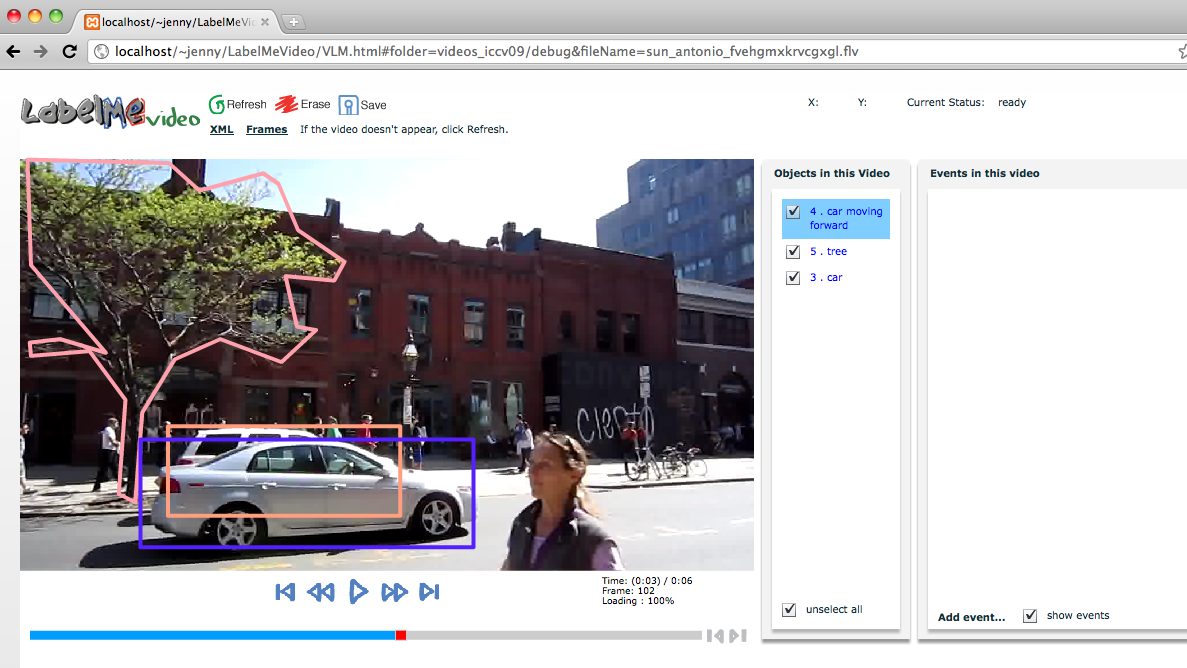 localhost/~jenny/LabelMeVi
localhost/~jenny/LabelMeVideo/VLM.html#folder=videos_iccv09/debug&fileName=sun_antonio_fvehgmxkrvcgxgl.flv
LabelMe video
Refresh Erase Save
X: Y: Current Status: ready
XML Frames If the video doesn't appear, click Refresh.
Objects in this Video
Events in this video
4 . car moving
forward
5 . tree
3 . car
CIENTO
Time: (0:03) / 0:06
Frame: 102
Loading : 100%
unselect all
Add event...
show events